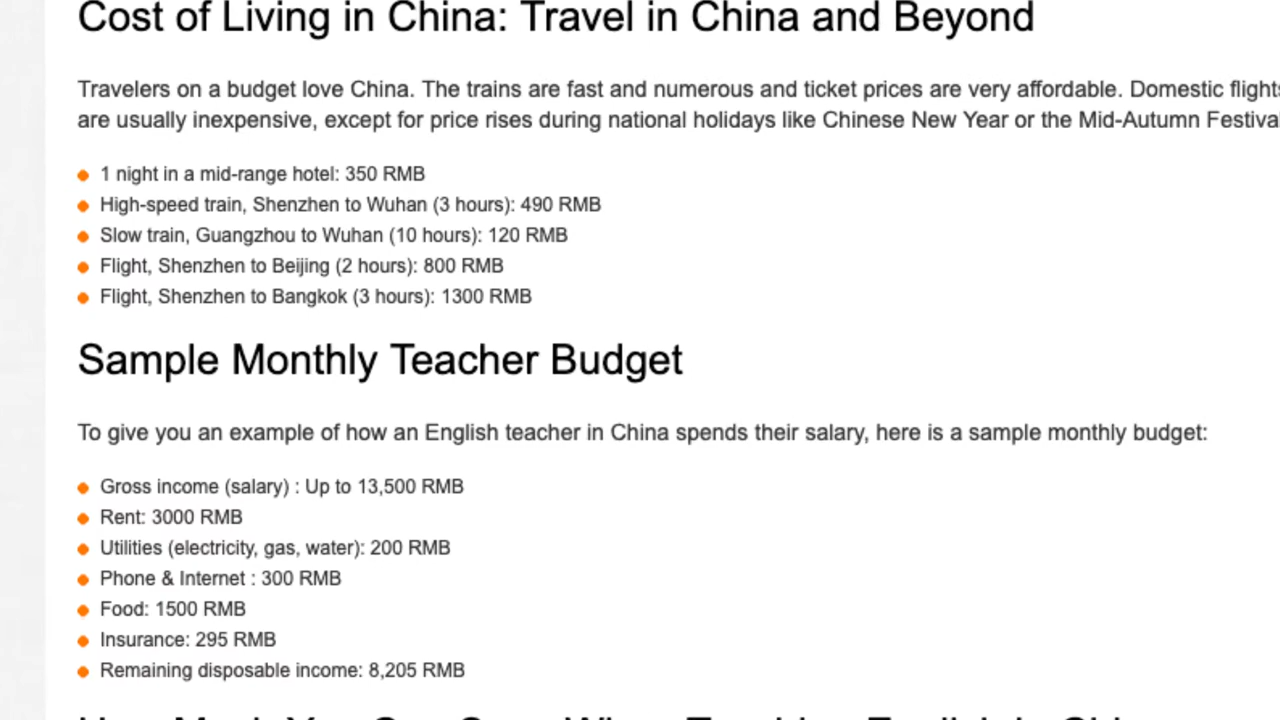 Cost of Living in China: Travel in China and Beyond
Travelers on a budget love China. The trains are fast and numerous and ticket prices are very affordable. Domestic flights
are usually inexpensive, except for price rises during national holidays like Chinese New Year or the Mid-Autumn Festival
1 night in a mid-range hotel: 350 RMB
High-speed train, Shenzhen to Wuhan (3 hours): 490 RMB
Slow train, Guangzhou to Wuhan (10 hours): 120 RMB
Flight, Shenzhen to Beijing (2 hours): 800 RMB
Flight, Shenzhen to Bangkok (3 hours): 1300 RMB
Sample Monthly Teacher Budget
To give you an example of how an English teacher in China spends their salary, here is a sample monthly budget:
Gross income (salary) : Up to 13,500 RMB
Rent: 3000 RMB
Utilities (electricity, gas, water): 200 RMB
Phone & Internet : 300 RMB
Food: 1500 RMB
Insurance: 295 RMB
Remaining disposable income: 8,205 RMB